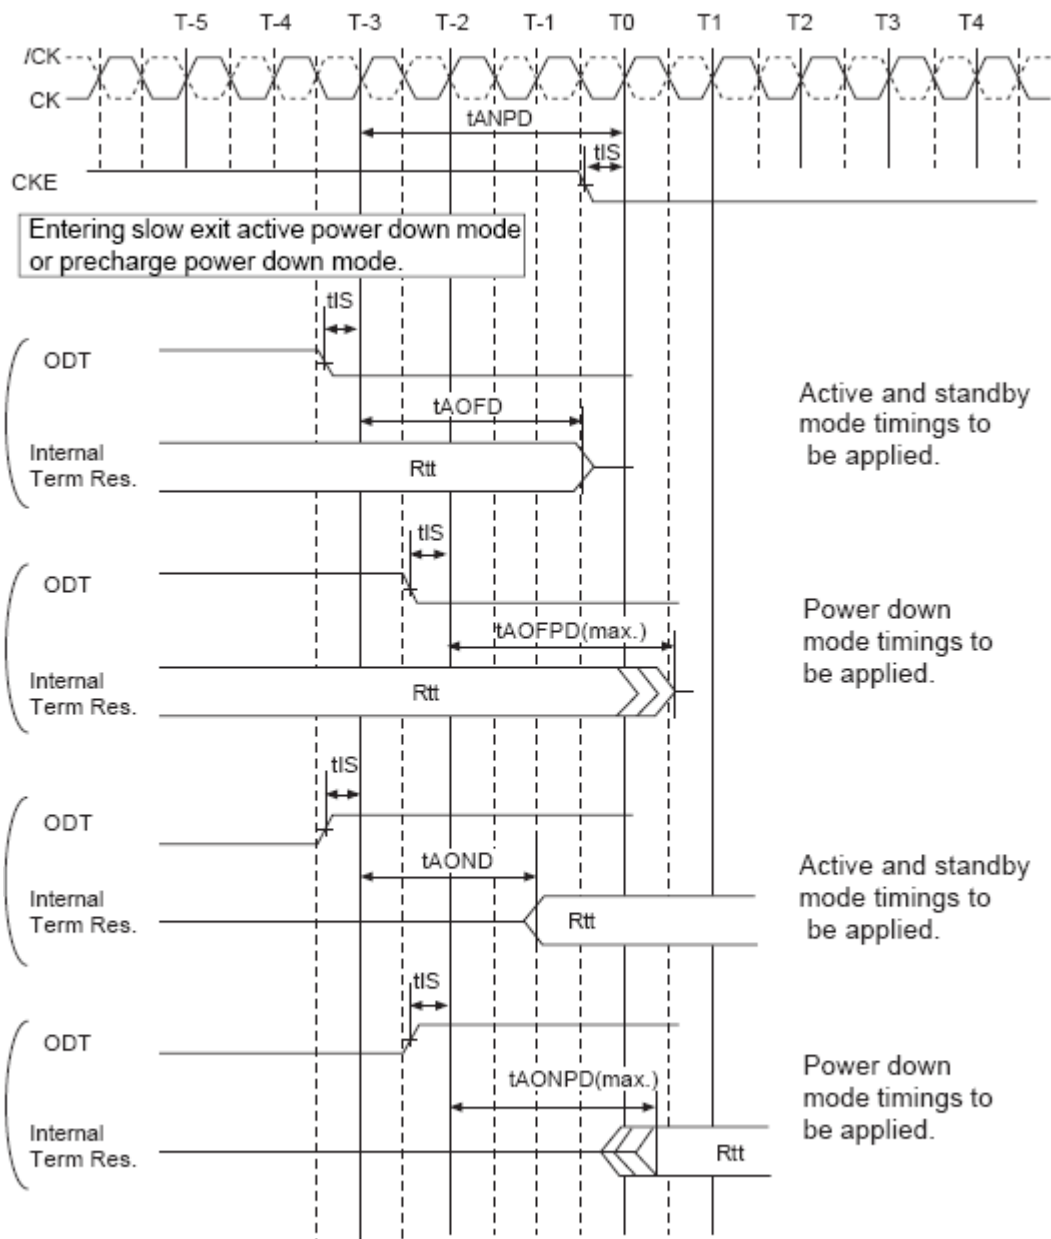 T-5 T-4 T-3 T-2 T-1 T0 T1 T2 T3 T4
/CK
CK
tANPD
tIS
CKE
Entering slow exit active power down mode
or precharge power down mode.
tIS
ODT
tAOFD
Internal
Term Res.
Rtt
Active and standby
mode timings to
be applied.
tIS
ODT
tAOFPD(max.)
Internal
Term Res.
Rtt
Power down
mode timings to
be applied.
tIS
ODT
tAOND
Internal
Term Res.
Rtt
Active and standby
mode timings to
be applied.
tIS
ODT
tAONPD(max.)
Internal
Term Res.
Rtt
Power down
mode timings to
be applied.